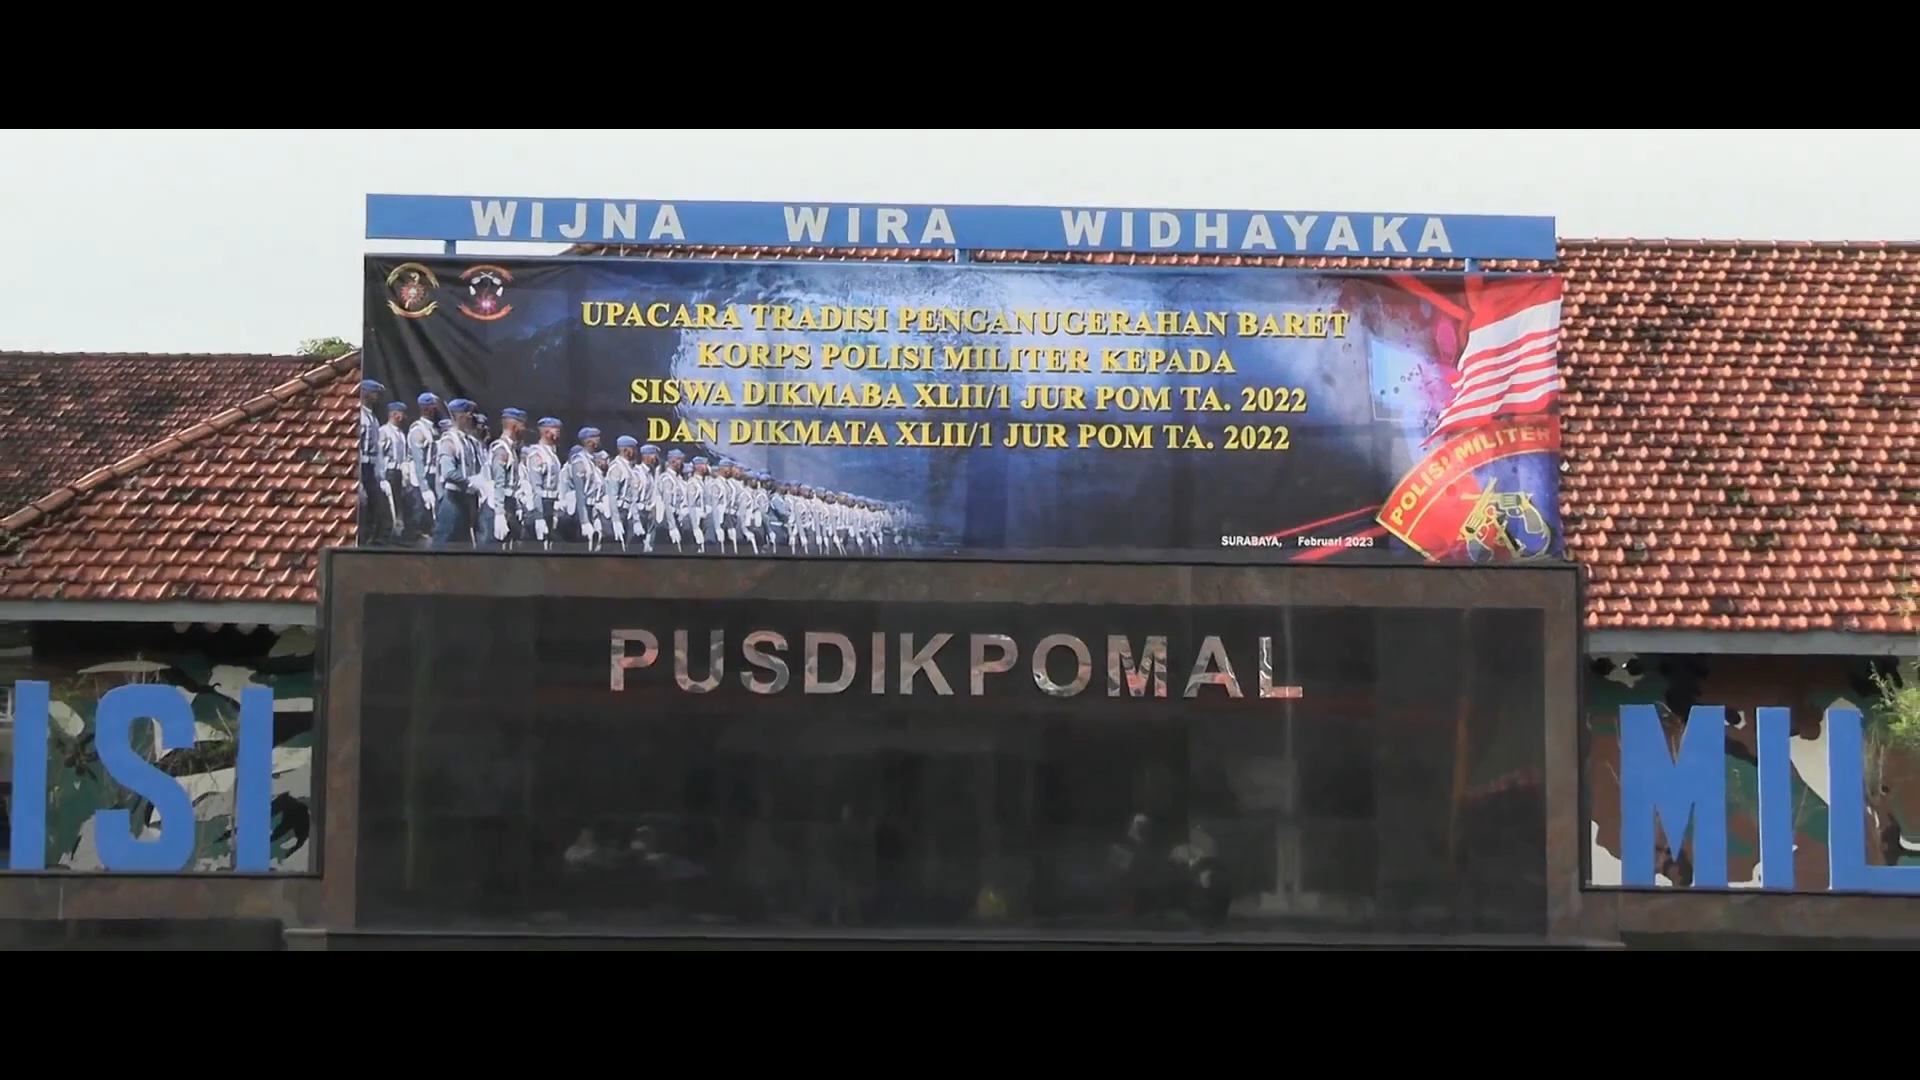 WIJNA WIRA WIDHAYAKA
UPACARA TRADISI PENGANUGERAHAN BARET
KORPS POLISI MILITER KEPADA
SISWA DIKMABA XLII/1 JUR POM TA. 2022
DAN DIKMATA XLII/1 JUR POM TA. 2022
POLISI MILITER
SURABAYA, Februari 2023
PUSDIKPOMAL
ISI MIL